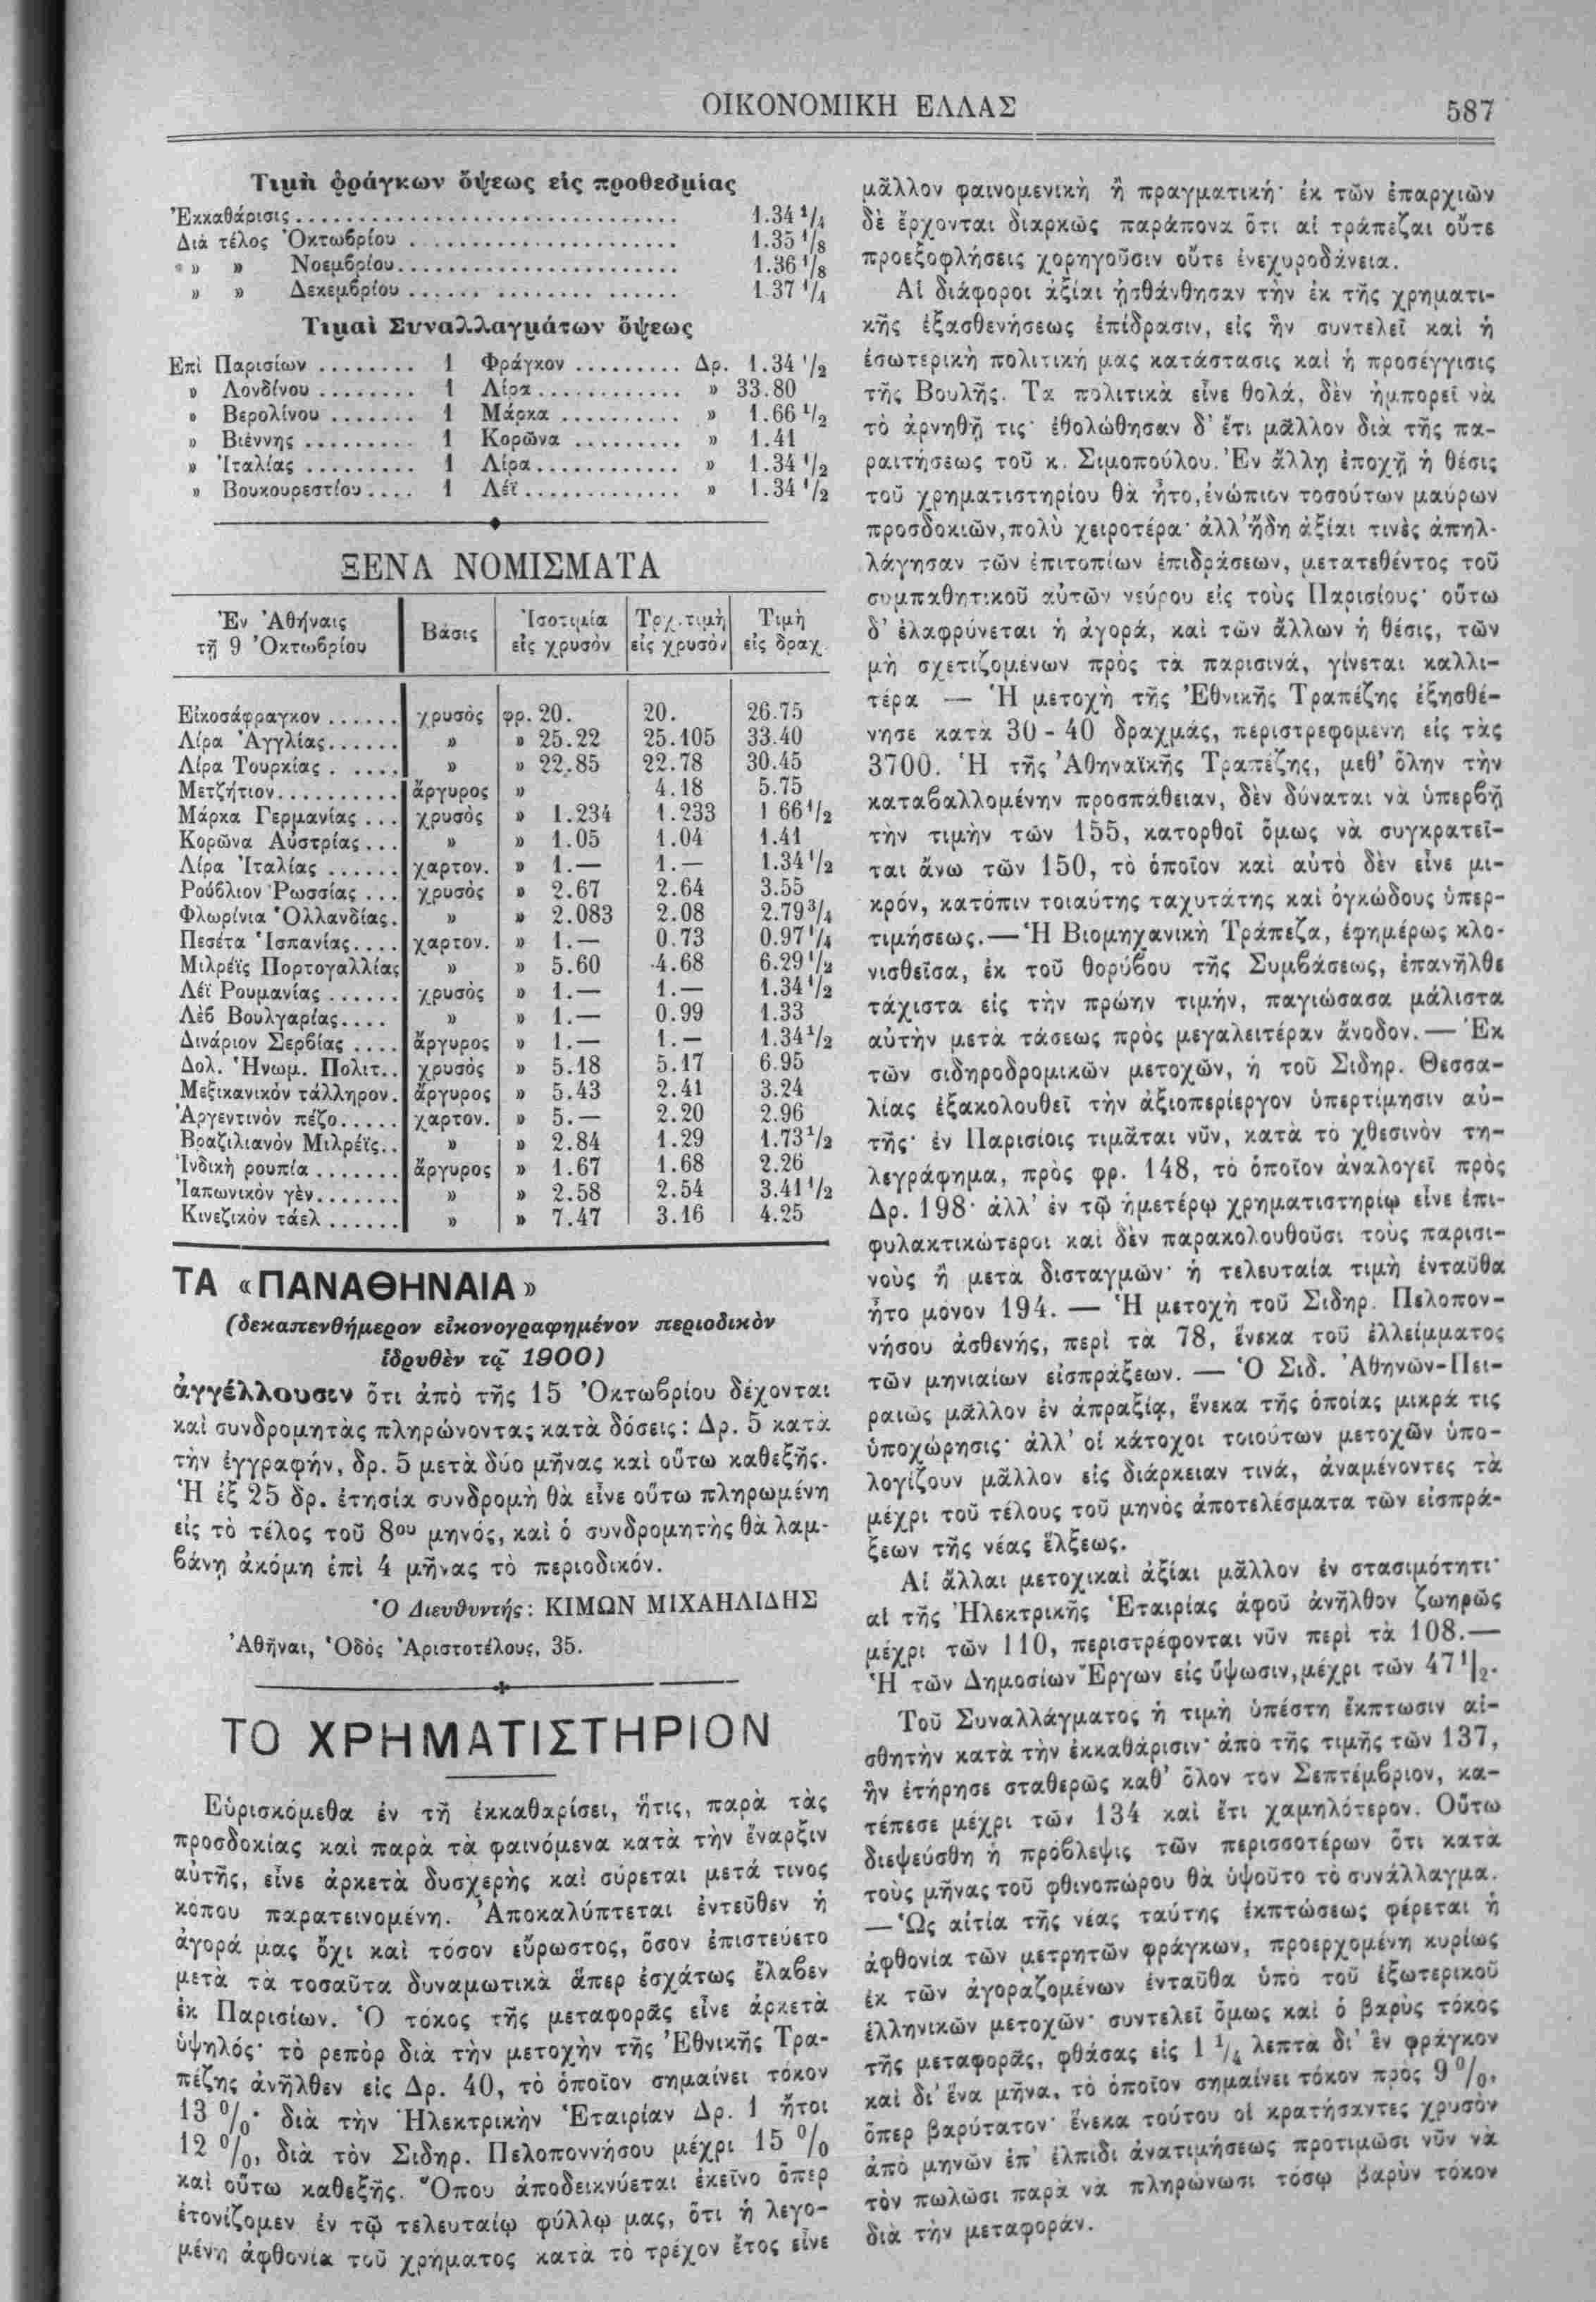 ΟΙΚΟΝΟΜΙΚΗ ΕΛΛΑΣ 587
Τιμὴ φράγκων ὄψεως εἰς προθεσμίας
Ἐκκαθάρισις 1.34 1/4
Διὰ τέλος Ὀκτωβρίου 1.35 1/8
» » Νοεμβρίου 1.36 1/8
» » Δεκεμβρίου 1 37 1/4
Τιμαὶ Συναλλαγμάτων ὄψεως
Επὶ Παρισίων 1 Φράγκον Δρ. 1.34 1/2
» Λονδίνου 1 Λίρα » 33.80
» Βερολίνου 1 Μάρκα » 1.66 1/2
» Βιέννης 1 Κορῶνα » 1.41
» Ἰταλίας 1 Λίρα » 1.34 1/2
» Βουκουρεστίου 1 Λέϊ » 1.34 1/2
ΞΕΝΑ ΝΟΜΙΣΜΑΤΑ
Ἐν Ἀθήναις τῇ 9 Ὀκτωβρίου | Βάσις | Ἰσοτιμία εἰς χρυσὸν | Τρχ. τιμὴ εἰς χρυσὸν | Τιμὴ εἰς δραχ.
Εἰκοσάφραγκον χρυσὸς φρ. 20. 20. 26.75
Λίρα Ἀγγλίας » » 25.22 25.105 33.40
Λίρα Τουρκίας » » 22.85 22.78 30.45
Μετζήτιον ἄργυρος » 4.18 5.75
Μάρκα Γερμανίας χρυσὸς » 1.234 1.233 1 66 1/2
Κορῶνα Αὐστρίας » » 1.05 1.04 1.41
Λίρα Ἰταλίας χαρτον. » 1.— 1.— 1.34 1/2
Ρούβλιον Ῥωσσίας χρυσὸς » 2.67 2.64 3.55
Φλωρίνια Ὀλλανδίας. » » 2.083 2.08 2.79 3/4
Πεσέτα Ἱσπανίας χαρτον. » 1.— 0.73 0.97 1/4
Μιλρέϊς Πορτογαλλίας » » 5.60 4.68 6.29 1/2
Λέϊ Ρουμανίας χρυσὸς » 1.— 1.— 1.34 1/2
Λὲβ Βουλγαρίας » » 1.— 0.99 1.33
Δινάριον Σερβίας ἄργυρος » 1.— 1.— 1.34 1/2
Δολ. Ἡνωμ. Πολιτ. χρυσὸς » 5.18 5.17 6.95
Μεξικανικόν τάλληρον. ἄργυρος » 5.43 2.41 3.24
Ἀργεντινὸν πέζο χαρτον. » 5.— 2.20 2.96
Βραζιλιανόν Μιλρέϊς » » 2.84 1.29 1.73 1/2
Ἰνδικὴ ρουπία ἄργυρος » 1.67 1.68 2.26
Ἰαπωνικὸν γὲν » » 2.58 2.54 3.41 1/2
Κινεζικὸν τάελ » » 7.47 3.16 4.25
ΤΑ «ΠΑΝΑΘΗΝΑΙΑ»
(δεκαπενθήμερον εἰκονογραφημένον περιοδικὸν
ἱδρυθὲν τῷ 1900)
ἀγγέλλουσιν ὅτι ἀπὸ τῆς 15 Ὀκτωβρίου δέχονται
καὶ συνδρομητὰς πληρώνοντας κατὰ δόσεις: Δρ. 5 κατὰ
τὴν ἐγγραφήν, δρ. 5 μετὰ δύο μῆνας καὶ οὕτω καθεξῆς.
Ἡ ἐξ 25 δρ. ἐτησία συνδρομὴ θὰ εἶνε οὕτω πληρωμένη
εἰς τὸ τέλος τοῦ 8ου μηνός, καὶ ὁ συνδρομητὴς θὰ λαμ-
βάνῃ ἀκόμη ἐπὶ 4 μῆνας τὸ περιοδικόν.
Ὁ Διευθυντής: ΚΙΜΩΝ ΜΙΧΑΗΛΙΔΗΣ
Ἀθῆναι, Ὁδὸς Ἀριστοτέλους, 35.
ΤΟ ΧΡΗΜΑΤΙΣΤΗΡΙΟΝ
Εὑρισκόμεθα ἐν τῇ ἐκκαθαρίσει, ἥτις, παρὰ τὰς
προσδοκίας καὶ παρὰ τὰ φαινόμενα κατὰ τὴν ἔναρξιν
αὐτῆς, εἶνε ἀρκετὰ δυσχερὴς καὶ σύρεται μετά τινος
κόπου παρατεινομένη. Ἀποκαλύπτεται ἐντεῦθεν ἡ
ἀγορά μας ὄχι καὶ τόσον εὔρωστος, ὅσον ἐπιστεύετο
μετὰ τὰ τοσαῦτα δυναμωτικὰ ἅπερ ἐσχάτως ἔλαβεν
ἐκ Παρισίων. Ὁ τόκος τῆς μεταφορᾶς εἶνε ἀρκετὰ
ὑψηλός· τὸ ρεπὸρ διὰ τὴν μετοχὴν τῆς Ἐθνικῆς Τρα-
πέζης ἀνῆλθεν εἰς Δρ. 40, τὸ ὁποῖον σημαίνει τόκον
13 0/0· διὰ τὴν Ἠλεκτρικὴν Ἑταιρίαν Δρ. 1 ἤτοι
12 0/0, διὰ τὸν Σιδηρ. Πελοποννήσου μέχρι 15 0/0
καὶ οὕτω καθεξῆς. Ὅπου ἀποδεικνύεται ἐκεῖνο ὅπερ
ἐτονίζομεν ἐν τῷ τελευταίῳ φύλλῳ μας, ὅτι ἡ λεγο-
μένη ἀφθονία τοῦ χρήματος κατὰ τὸ τρέχον ἔτος εἶνε
μᾶλλον φαινομενικὴ ἢ πραγματική· ἐκ τῶν ἐπαρχιῶν
δὲ ἔρχονται διαρκῶς παράπονα ὅτι αἱ τράπεζαι οὔτε
προεξοφλήσεις χορηγοῦσιν οὔτε ἐνεχυροδάνεια.
Αἱ διάφοροι ἀξίαι ᾐσθάνθησαν τὴν ἐκ τῆς χρηματι-
κῆς ἐξασθενήσεως ἐπίδρασιν, εἰς ἣν συντελεῖ καὶ ἡ
ἐσωτερικὴ πολιτική μας κατάστασις καὶ ἡ προσέγγισις
τῆς Βουλῆς. Τὰ πολιτικὰ εἶνε θολά, δὲν ἠμπορεῖ νὰ
τὸ ἀρνηθῇ τις· ἐθολώθησαν δ' ἔτι μᾶλλον διὰ τῆς πα-
ραιτήσεως τοῦ κ. Σιμοπούλου. Ἐν ἄλλῃ ἐποχῇ ἡ θέσις
τοῦ χρηματιστηρίου θὰ ἦτο, ἐνώπιον τοσούτων μαύρων
προσδοκιῶν, πολὺ χειροτέρα· ἀλλ' ἤδη ἀξίαι τινὲς ἀπηλ-
λάγησαν τῶν ἐπιτοπίων ἐπιδράσεων, μετατεθέντος τοῦ
συμπαθητικοῦ αὐτῶν νεύρου εἰς τοὺς Παρισίους· οὕτω
δ' ἐλαφρύνεται ἡ ἀγορά, καὶ τῶν ἄλλων ἡ θέσις, τῶν
μὴ σχετιζομένων πρὸς τὰ παρισινά, γίνεται καλλι-
τέρα — Ἡ μετοχὴ τῆς Ἐθνικῆς Τραπέζης ἐξησθέ-
νησε κατὰ 30 - 40 δραχμάς, περιστρεφομένη εἰς τὰς
3700. Ἡ τῆς Ἀθηναϊκῆς Τραπέζης, μεθ' ὅλην τὴν
καταβαλλομένην προσπάθειαν, δὲν δύναται νὰ ὑπερβῇ
τὴν τιμὴν τῶν 155, κατορθοῖ ὅμως νὰ συγκρατεῖ-
ται ἄνω τῶν 150, τὸ ὁποῖον καὶ αὐτὸ δὲν εἶνε μι-
κρόν, κατόπιν τοιαύτης ταχυτάτης καὶ ὀγκώδους ὑπερ-
τιμήσεως.— Ἡ Βιομηχανικὴ Τράπεζα, ἐφημέρως κλο-
νισθεῖσα, ἐκ τοῦ θορύβου τῆς Συμβάσεως, ἐπανῆλθε
τάχιστα εἰς τὴν πρώην τιμήν, παγιώσασα μάλιστα
αὐτὴν μετὰ τάσεως πρὸς μεγαλειτέραν ἄνοδον.— Ἐκ
τῶν σιδηροδρομικῶν μετοχῶν, ἡ τοῦ Σιδηρ. Θεσσα-
λίας ἐξακολουθεῖ τὴν ἀξιοπερίεργον ὑπερτίμησιν αὐ-
τῆς· ἐν Παρισίοις τιμᾶται νῦν, κατὰ τὸ χθεσινὸν τη-
λεγράφημα, πρὸς φρ. 148, τὸ ὁποῖον ἀναλογεῖ πρὸς
Δρ. 198· ἀλλ' ἐν τῷ ἡμετέρῳ χρηματιστηρίῳ εἶνε ἐπι-
φυλακτικώτεροι καὶ δὲν παρακολουθοῦσι τοὺς παρισι-
νοὺς ἢ μετὰ δισταγμῶν· ἡ τελευταία τιμὴ ἐνταῦθα
ἦτο μόνον 194. — Ἡ μετοχὴ τοῦ Σιδηρ. Πελοπον-
νήσου ἀσθενής, περὶ τὰ 78, ἕνεκα τοῦ ἐλλείμματος
τῶν μηνιαίων εἰσπράξεων. — Ὁ Σιδ. Ἀθηνῶν-Πει-
ραιῶς μᾶλλον ἐν ἀπραξίᾳ, ἕνεκα τῆς ὁποίας μικρά τις
ὑποχώρησις· ἀλλ' οἱ κάτοχοι τοιούτων μετοχῶν ὑπο-
λογίζουν μᾶλλον εἰς διάρκειαν τινά, ἀναμένοντες τὰ
μέχρι τοῦ τέλους τοῦ μηνὸς ἀποτελέσματα τῶν εἰσπρά-
ξεων τῆς νέας ἕλξεως.
Αἱ ἄλλαι μετοχικαὶ ἀξίαι μᾶλλον ἐν στασιμότητι·
αἱ τῆς Ἠλεκτρικῆς Ἑταιρίας ἀφοῦ ἀνῆλθον ζωηρῶς
μέχρι τῶν 110, περιστρέφονται νῦν περὶ τὰ 108.—
Ἡ τῶν Δημοσίων Ἔργων εἰς ὕψωσιν, μέχρι τῶν 47 1/2.
Τοῦ Συναλλάγματος ἡ τιμὴ ὑπέστη ἔκπτωσιν αἰ-
σθητὴν κατὰ τὴν ἐκκαθάρισιν· ἀπὸ τῆς τιμῆς τῶν 137,
ἣν ἐτήρησε σταθερῶς καθ' ὅλον τὸν Σεπτέμβριον, κα-
τέπεσε μέχρι τῶν 134 καὶ ἔτι χαμηλότερον. Οὕτω
διεψεύσθη ἡ πρόβλεψις τῶν περισσοτέρων ὅτι κατὰ
τοὺς μῆνας τοῦ φθινοπώρου θὰ ὑψοῦτο τὸ συνάλλαγμα.
— Ὡς αἰτία τῆς νέας ταύτης ἐκπτώσεως φέρεται ἡ
ἀφθονία τῶν μετρητῶν φράγκων, προερχομένη κυρίως
ἐκ τῶν ἀγοραζομένων ἐνταῦθα ὑπὸ τοῦ ἐξωτερικοῦ
ἑλληνικῶν μετοχῶν· συντελεῖ ὅμως καὶ ὁ βαρὺς τόκος
τῆς μεταφορᾶς, φθάσας εἰς 1 1/4 λεπτὰ δι' ἓν φράγκον
καὶ δι' ἕνα μῆνα, τὸ ὁποῖον σημαίνει τόκον πρὸς 9 0/0,
ὅπερ βαρύτατον· ἕνεκα τούτου οἱ κρατήσαντες χρυσὸν
ἀπὸ μηνῶν ἐπ' ἐλπίδι ἀνατιμήσεως προτιμῶσι νῦν νὰ
τὸν πωλῶσι παρὰ νὰ πληρώνωσι τόσῳ βαρὺν τόκον
διὰ τὴν μεταφοράν.